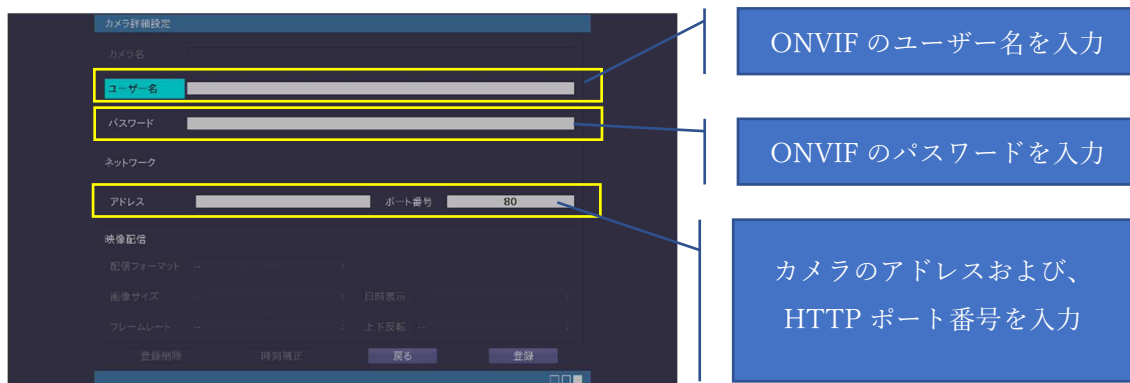 カメラ詳細設定
カメラ名
ユーザー名
パスワード
ネットワーク
アドレス ポート番号 80
映像配信
配信フォーマット --
画像サイズ -- 日時表示 --
フレームレート -- 上下反転 --
登録削除 時刻補正 戻る 登録
ONVIF のユーザー名を入力
ONVIF のパスワードを入力
カメラのアドレスおよび、
HTTP ポート番号を入力